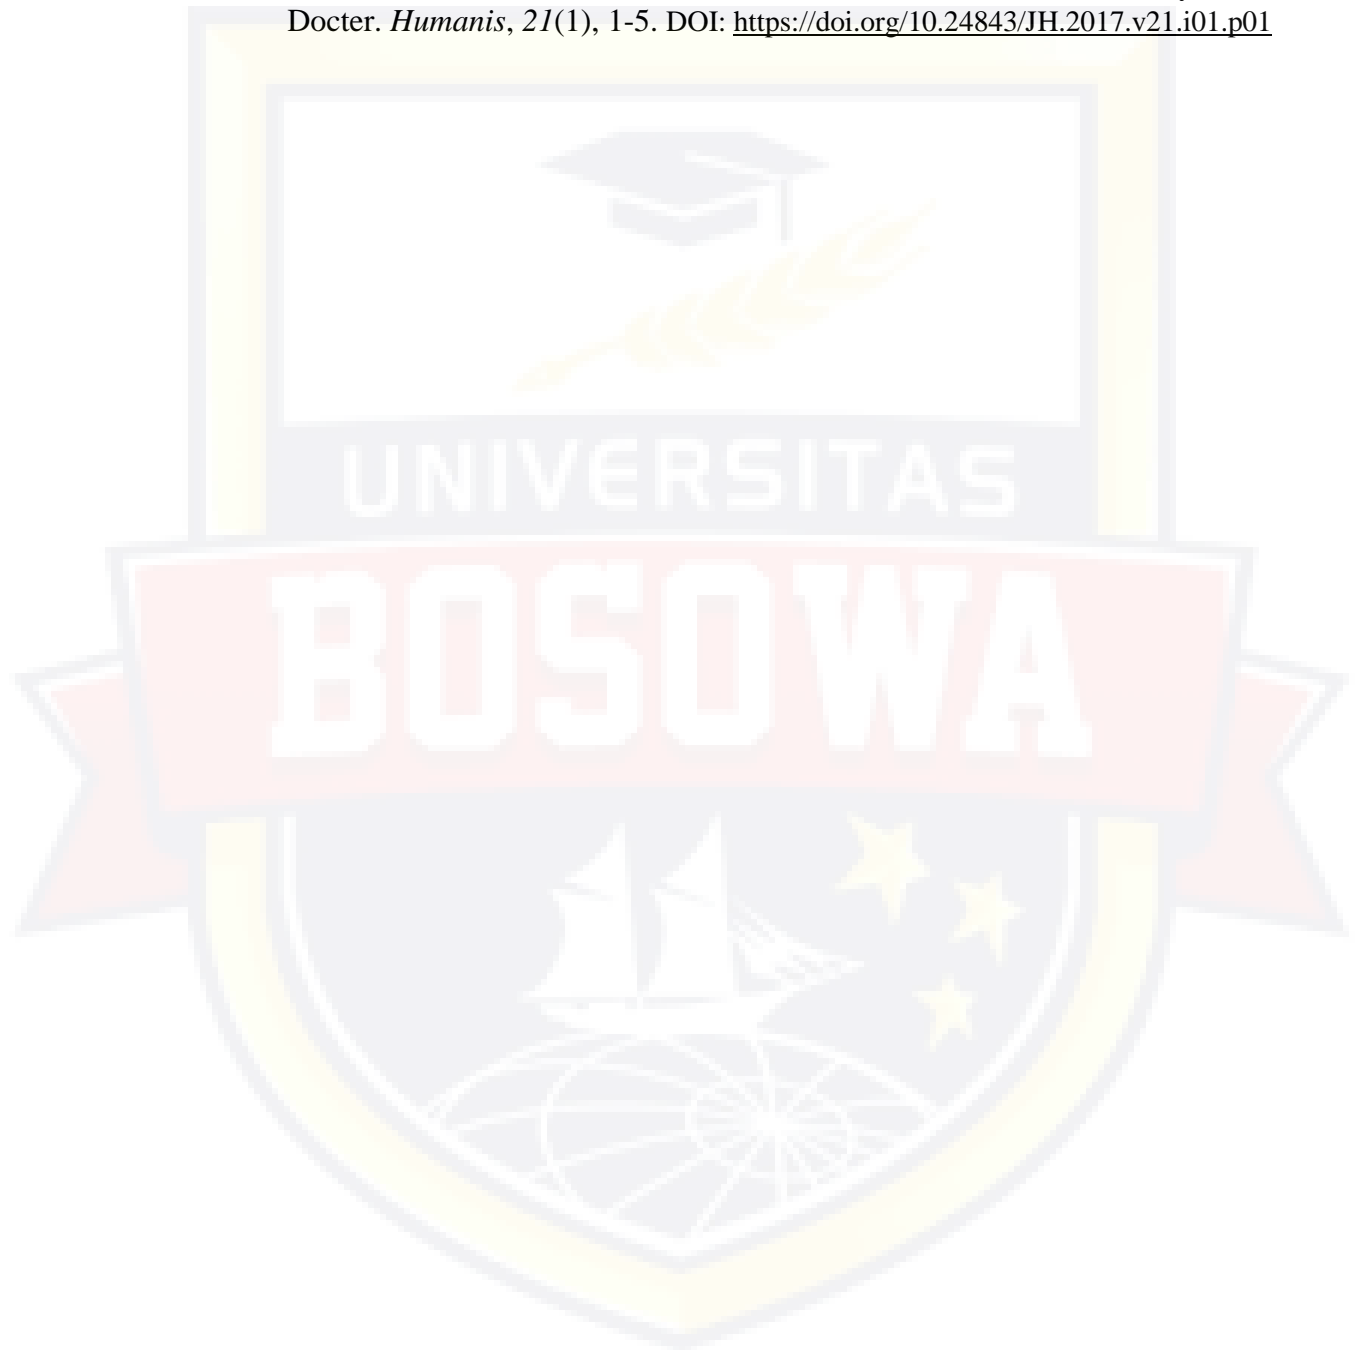 Docter. Humanis, 21(1), 1-5. DOI: https://doi.org/10.24843/JH.2017.v21.i01.p01
UNIVERSITAS
BOSOWA